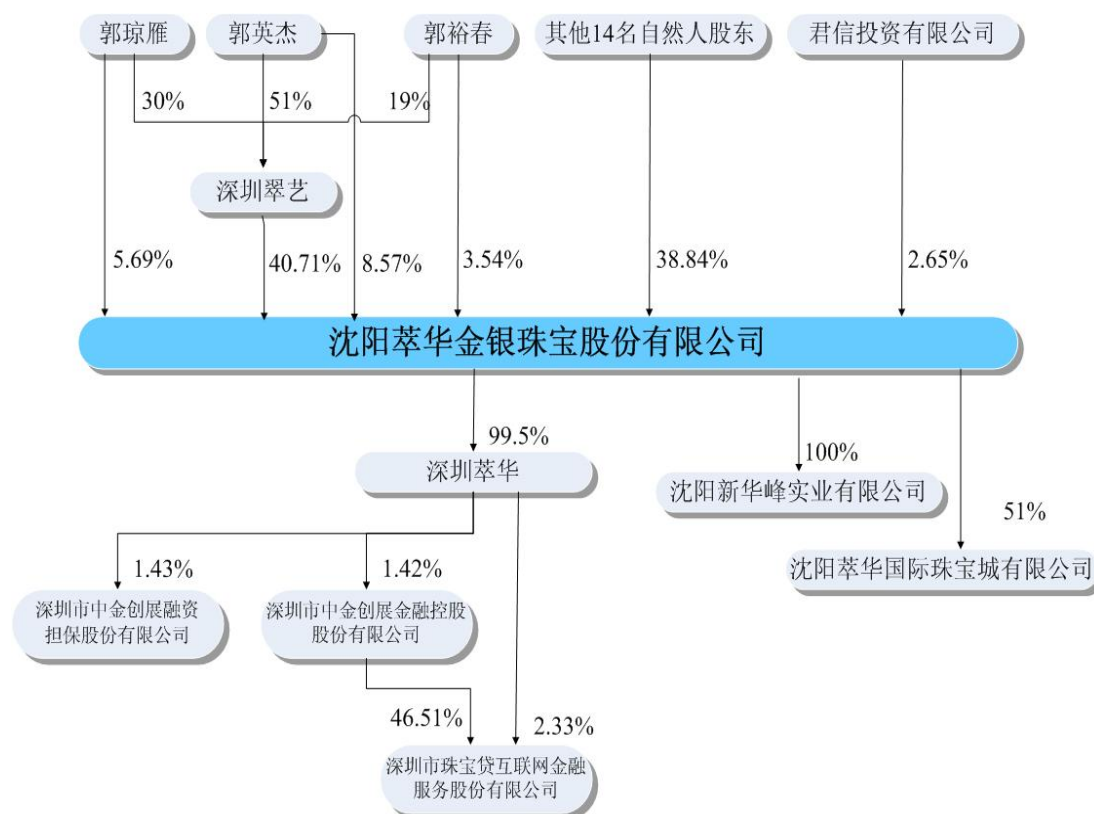 郭琼雁
郭英杰
郭裕春
其他14名自然人股东
君信投资有限公司
30%
51%
19%
深圳翠艺
5.69%
40.71%
8.57%
3.54%
38.84%
2.65%
沈阳萃华金银珠宝股份有限公司
99.5%
100%
51%
深圳萃华
沈阳新华峰实业有限公司
沈阳萃华国际珠宝城有限公司
1.43%
1.42%
深圳市中金创展融资
担保股份有限公司
深圳市中金创展金融控股
股份有限公司
46.51%
2.33%
深圳市珠宝贷互联网金融
服务股份有限公司